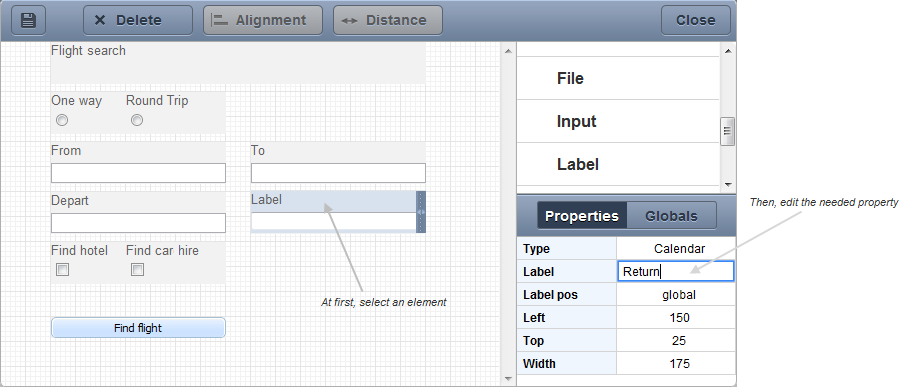 Delete Alignment Distance Close
Flight search
One way Round Trip
From To
Depart Label
Find hotel Find car hire
Find flight
At first, select an element
File
Input
Label
Properties Globals
Type Calendar
Label Return
Label pos global
Left 150
Top 25
Width 175
Then, edit the needed property